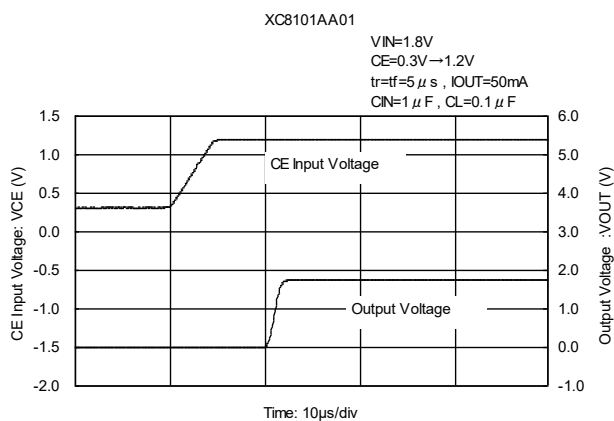 XC8101AA01
VIN=1.8V
CE=0.3V→1.2V
tr=tf=5μs , IOUT=50mA
CIN=1μF , CL=0.1μF
CE Input Voltage: VCE (V)
1.5
1.0
0.5
0.0
-0.5
-1.0
-1.5
-2.0
CE Input Voltage
Output Voltage
6.0
5.0
4.0
3.0
2.0
1.0
0.0
-1.0
Output Voltage :VOUT (V)
Time: 10μs/div